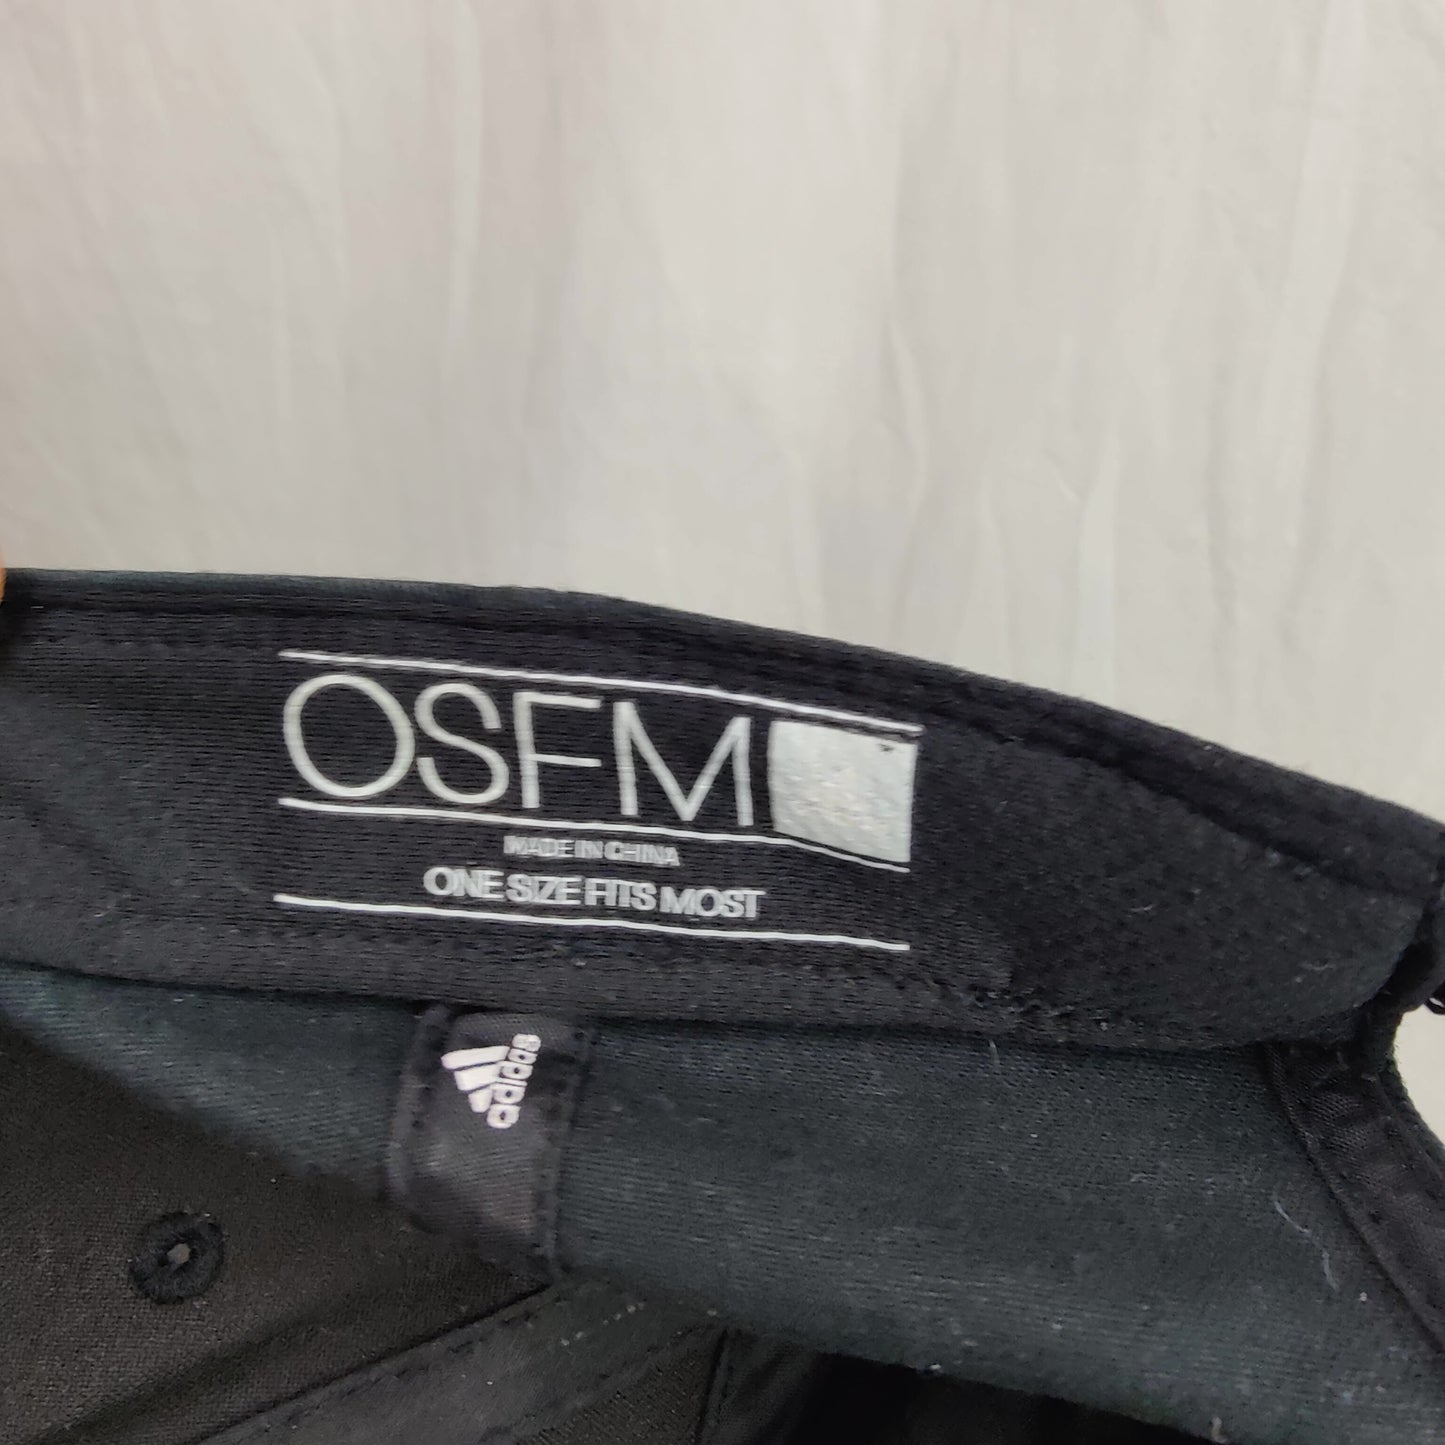 OSFM
MADE IN CHINA
ONE SIZE FITS MOST
adidas